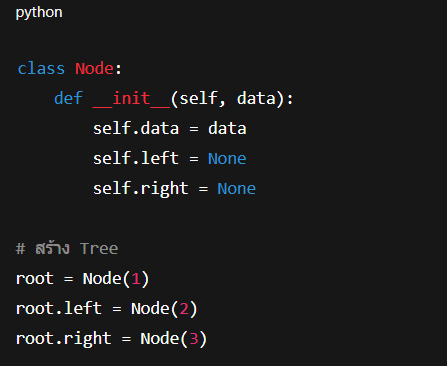 python
class Node:
    def __init__(self, data):
        self.data = data
        self.left = None
        self.right = None
# สร้าง Tree
root = Node(1)
root.left = Node(2)
root.right = Node(3)